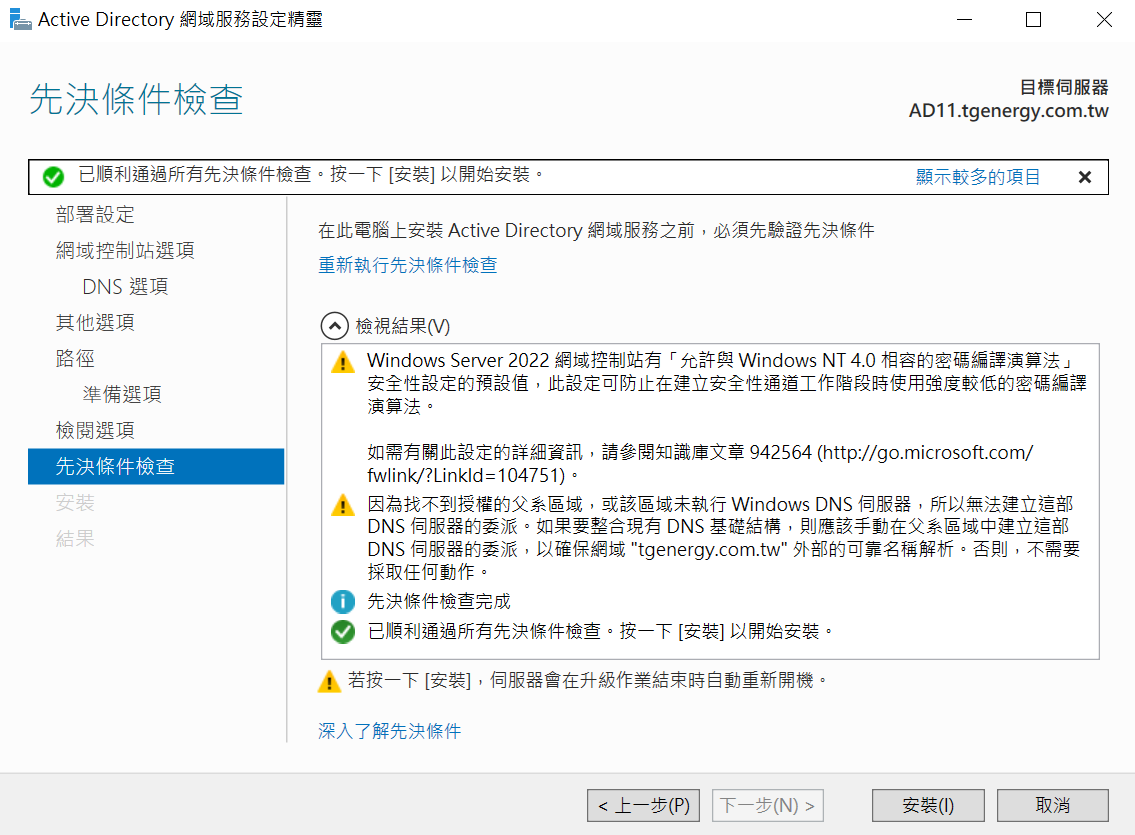 Active Directory 網域服務設定精靈
先決條件檢查
目標伺服器
AD11.tgenergy.com.tw
已順利通過所有先決條件檢查。按一下 [安裝] 以開始安裝。
顯示較多的項目
部署設定
網域控制站選項
DNS 選項
其他選項
路徑
準備選項
檢閱選項
先決條件檢查
安裝
結果
在此電腦上安裝 Active Directory 網域服務之前，必須先驗證先決條件
重新執行先決條件檢查
檢視結果(V)
Windows Server 2022 網域控制站有「允許與 Windows NT 4.0 相容的密碼編譯演算法」
安全性設定的預設值，此設定可防止在建立安全性通道工作階段時使用強度較低的密碼編譯
演算法。
如需有關此設定的詳細資訊，請參閱知識庫文章 942564 (http://go.microsoft.com/
fwlink/?LinkId=104751)。
因為找不到授權的父系區域，或該區域未執行 Windows DNS 伺服器，所以無法建立這部
DNS 伺服器的委派。如果要整合現有 DNS 基礎結構，則應該手動在父系區域中建立這部
DNS 伺服器的委派，以確保網域 "tgenergy.com.tw" 外部的可靠名稱解析。否則，不需要
採取任何動作。
先決條件檢查完成
已順利通過所有先決條件檢查。按一下 [安裝] 以開始安裝。
若按一下 [安裝]，伺服器會在升級作業結束時自動重新開機。
深入了解先決條件
< 上一步(P)
下一步(N) >
安裝(I)
取消